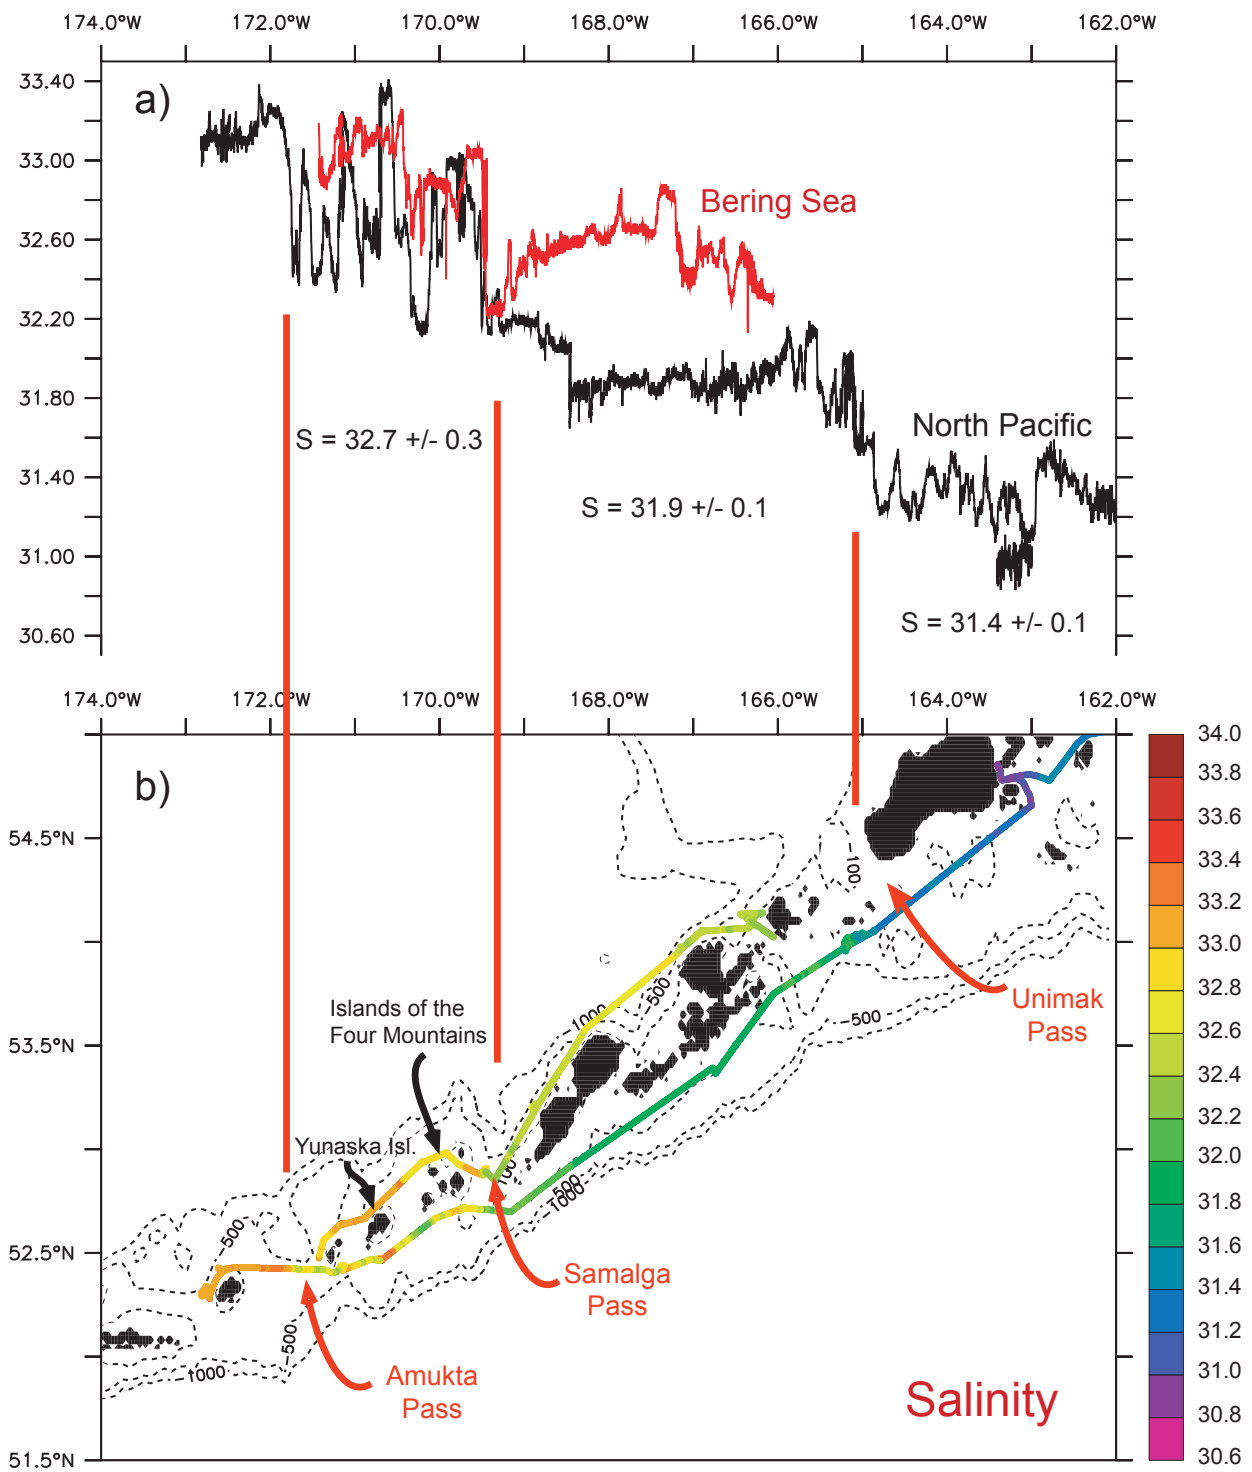 174.0°W 172.0°W 170.0°W 168.0°W 166.0°W 164.0°W 162.0°W
a)
33.40
33.00
32.60
32.20
31.80
31.40
31.00
30.60
Bering Sea
North Pacific
S = 32.7 +/- 0.3
S = 31.9 +/- 0.1
S = 31.4 +/- 0.1
174.0°W 172.0°W 170.0°W 168.0°W 166.0°W 164.0°W 162.0°W
b)
54.5°N
53.5°N
52.5°N
51.5°N
Islands of the
Four Mountains
Yunaska Isl.
Unimak
Pass
Samalga
Pass
Amukta
Pass
-100
-500
-1000
-500
-100
-500
-1000
-500
-500
-1000
Salinity
34.0
33.8
33.6
33.4
33.2
33.0
32.8
32.6
32.4
32.2
32.0
31.8
31.6
31.4
31.2
31.0
30.8
30.6